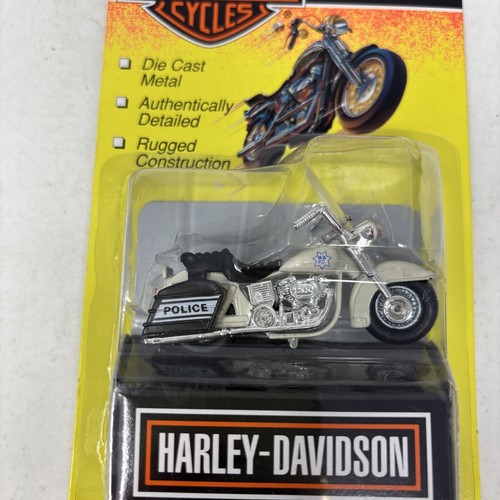 CYCLES
Die Cast
Metal
Authentically
Detailed
Rugged
Construction
POLICE
HARLEY-DAVIDSON